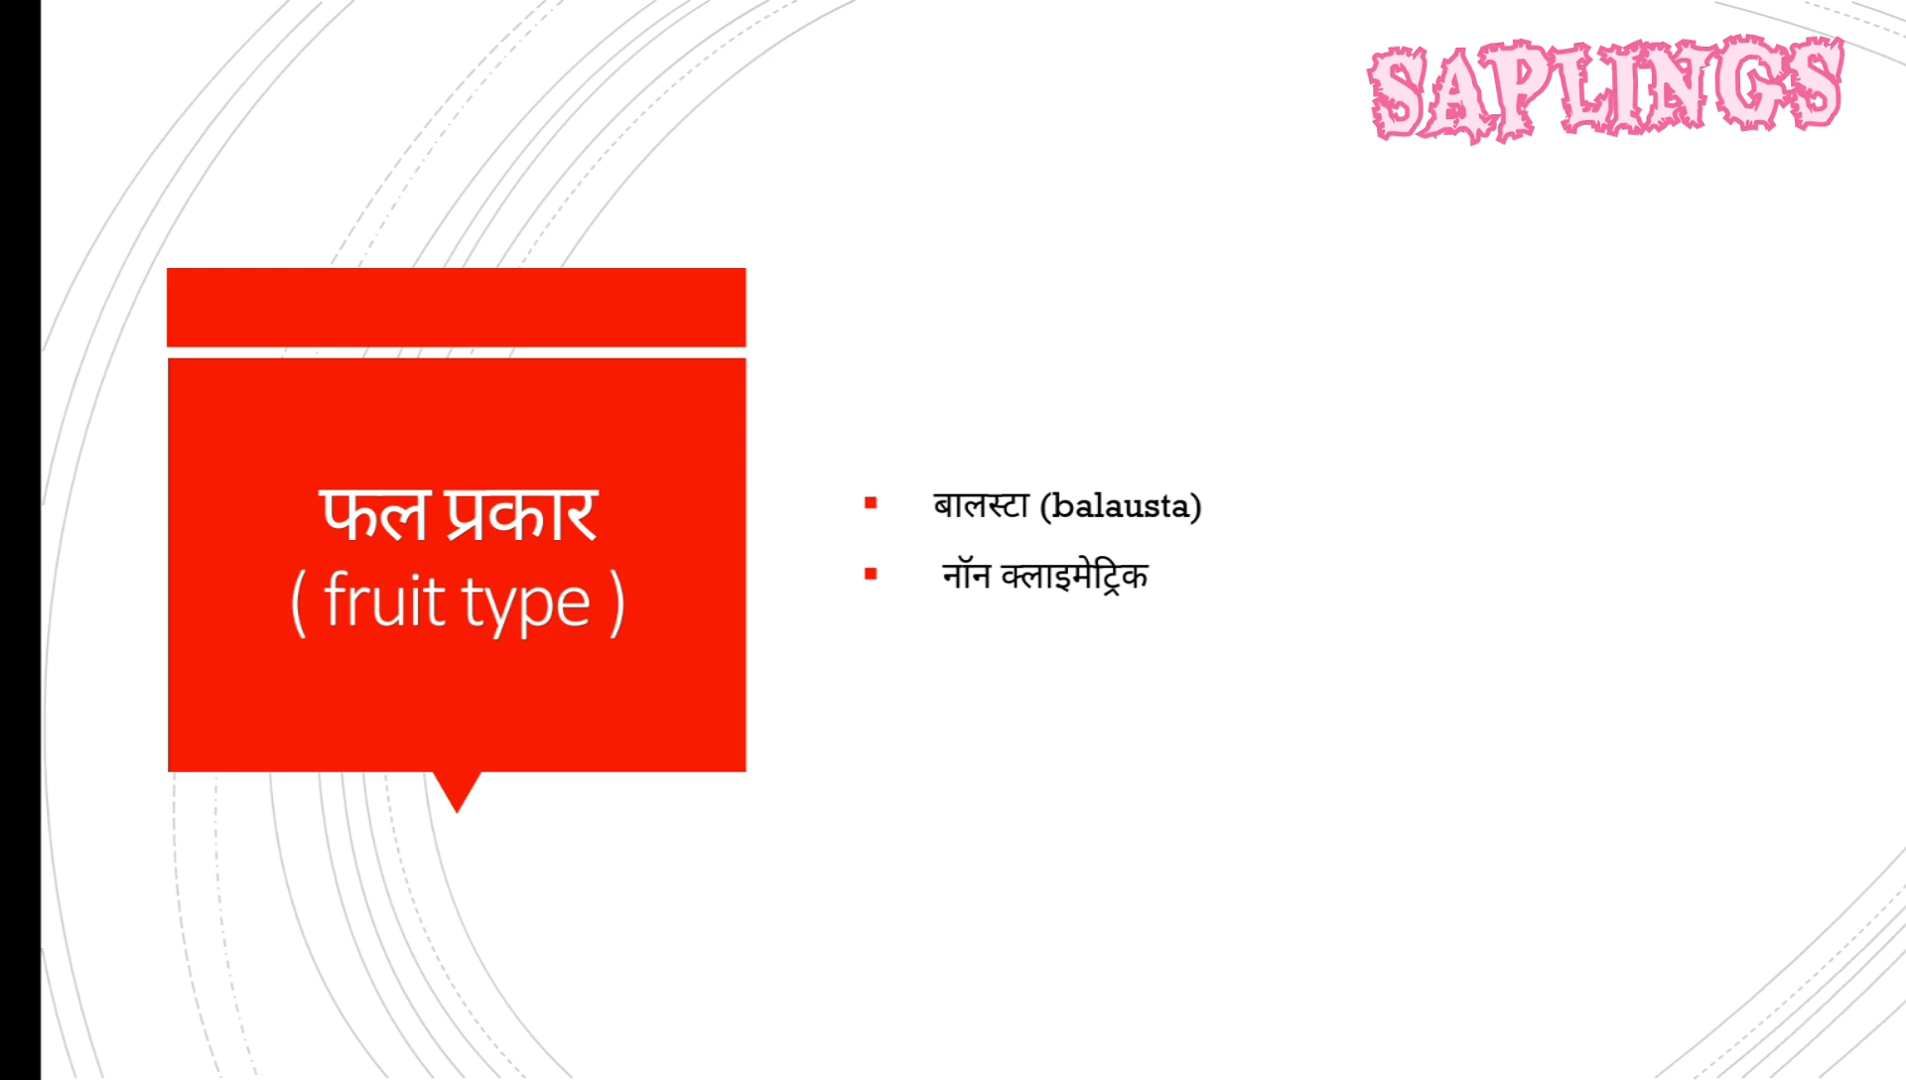 SAPLINGS
फल प्रकार
( fruit type )
बालस्टा (balausta)
नॉन क्लाइमेट्रिक